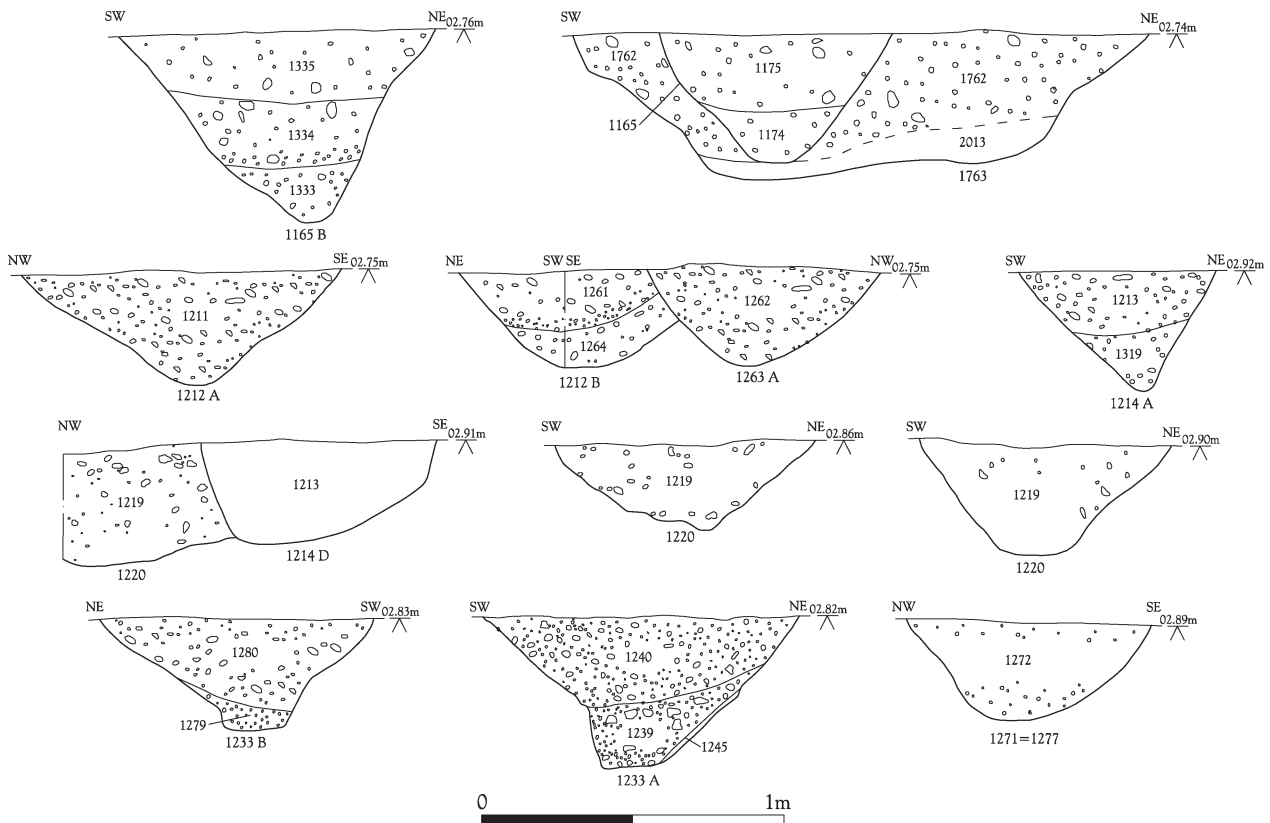 SW NE 02.76m
1335
1334
1333
1165 B
SW NE 02.74m
1762 1175 1762
1165 1174
2013
1763
NW SE 02.75m
1211
1212 A
NE SW SE NW 02.75m
1261 1262
1264
1212 B 1263 A
SW NE 02.92m
1213
1319
1214 A
NW SE 02.91m
1219 1213
1220 1214 D
SW NE 02.86m
1219
1220
SW NE 02.90m
1219
1220
NE SW 02.83m
1280
1279
1233 B
SW NE 02.82m
1240
1239
1245
1233 A
NW SE 02.89m
1272
1271=1277
0 1m